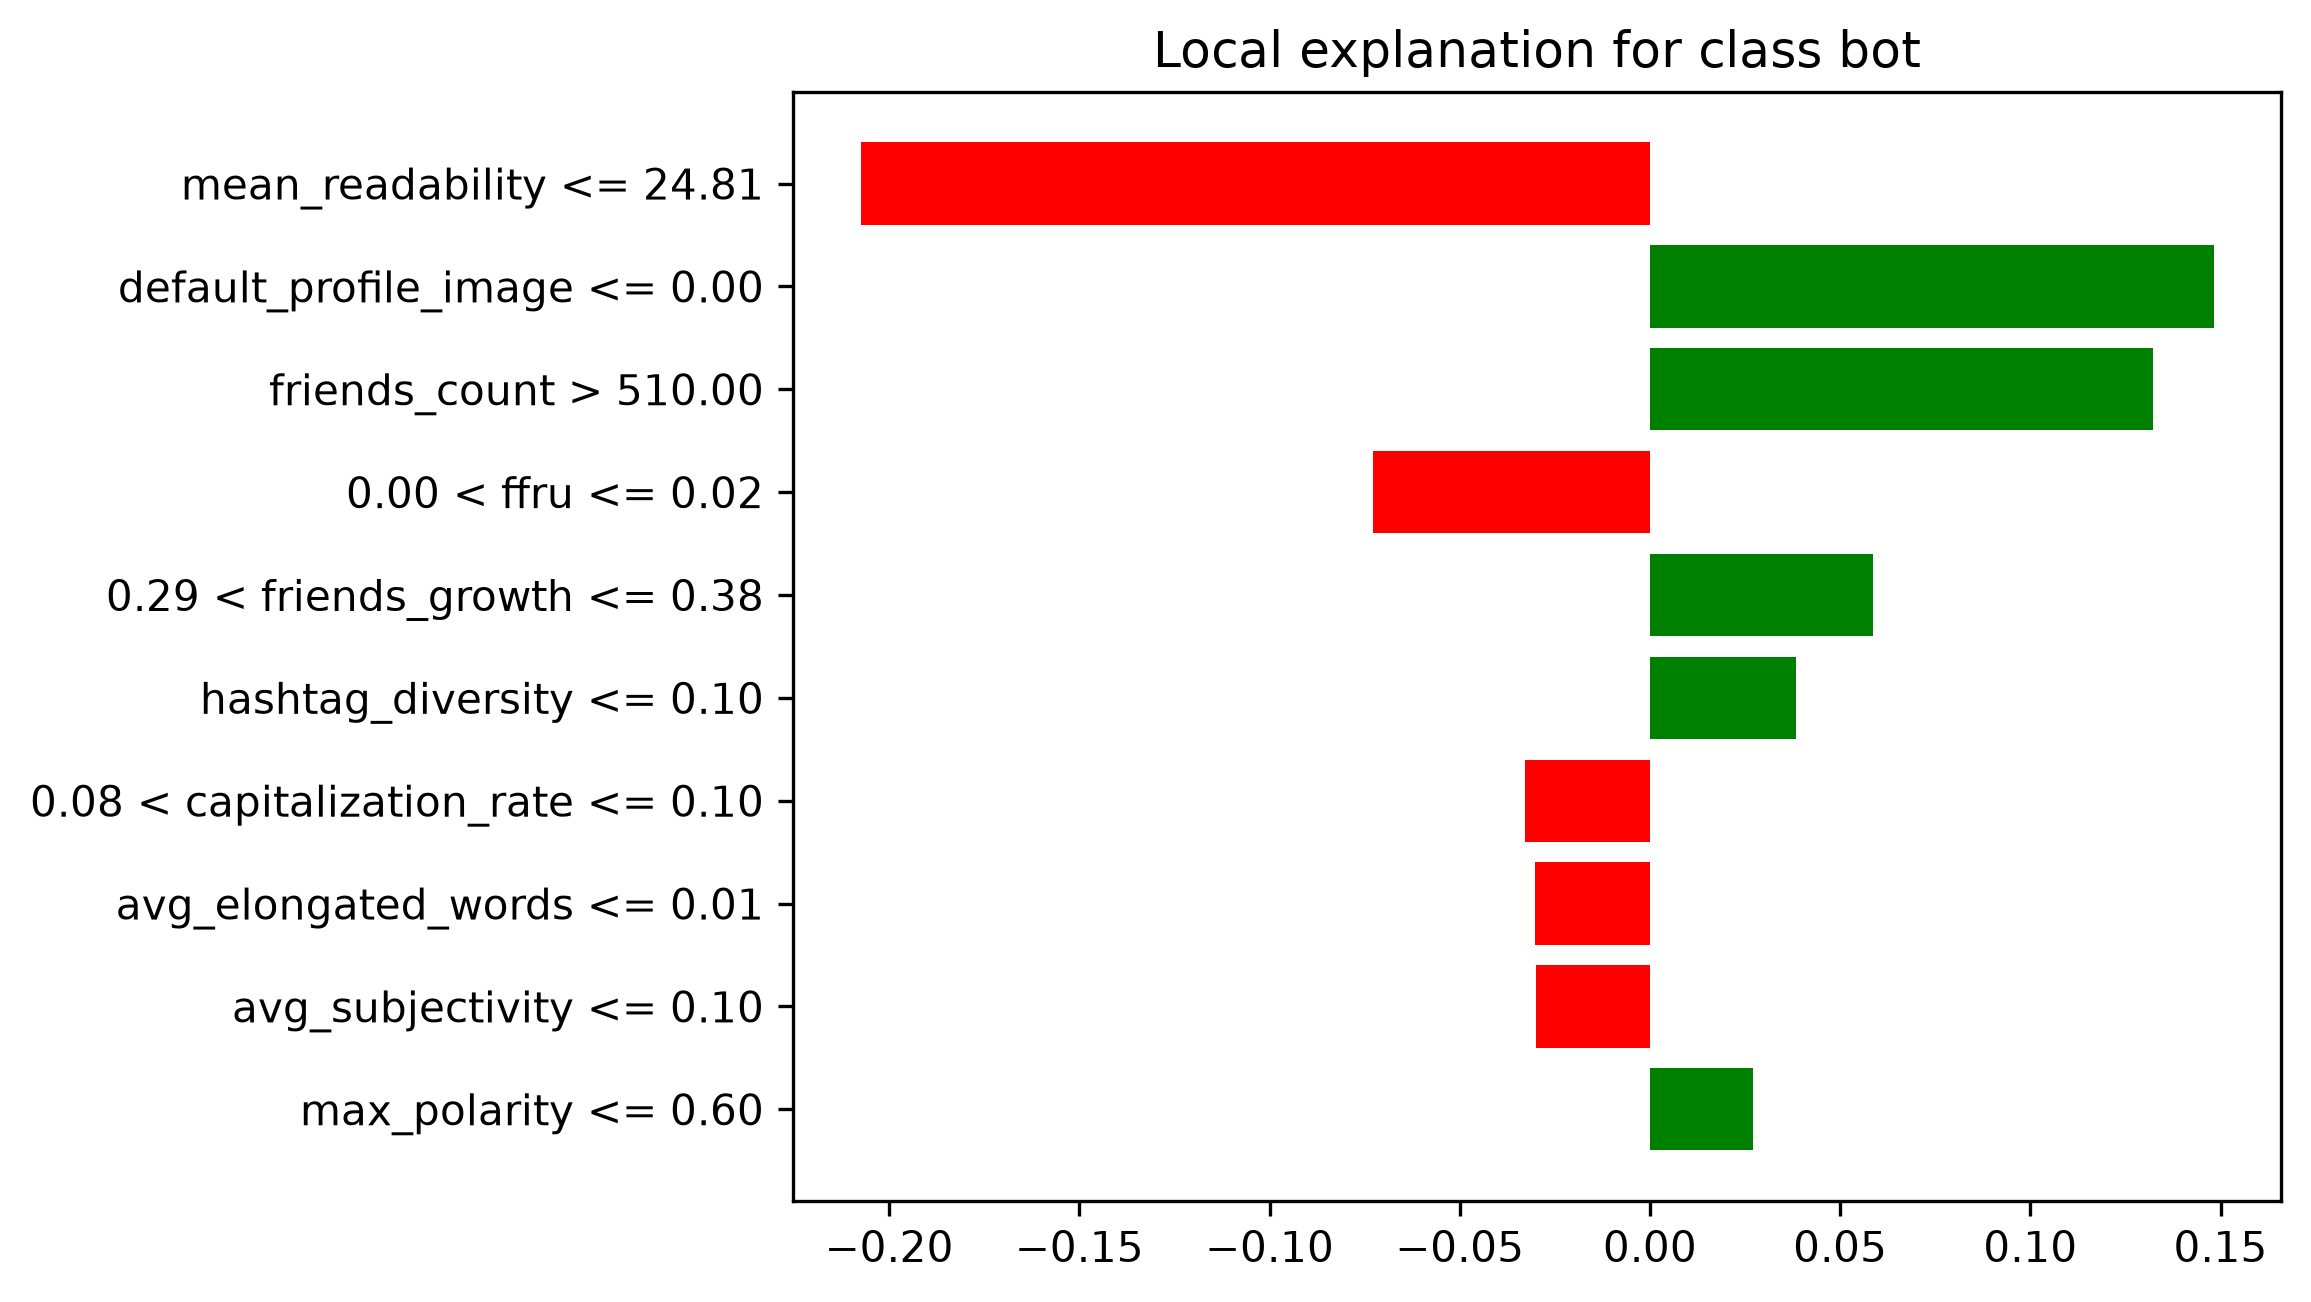 Local explanation for class bot
mean_readability <= 24.81
default_profile_image <= 0.00
friends_count > 510.00
0.00 < ffru <= 0.02
0.29 < friends_growth <= 0.38
hashtag_diversity <= 0.10
0.08 < capitalization_rate <= 0.10
avg_elongated_words <= 0.01
avg_subjectivity <= 0.10
max_polarity <= 0.60
−0.20 −0.15 −0.10 −0.05 0.00 0.05 0.10 0.15